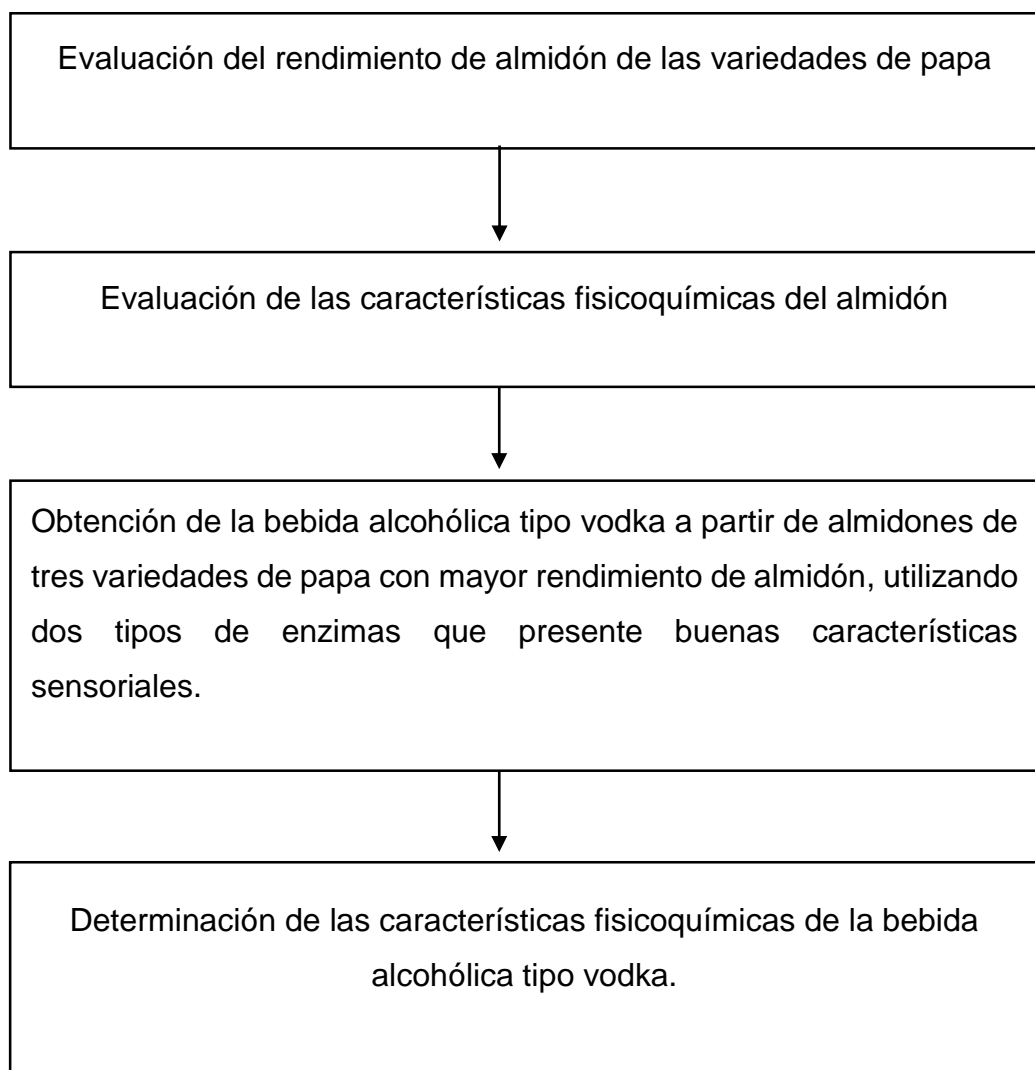 Evaluación del rendimiento de almidón de las variedades de papa
Evaluación de las características fisicoquímicas del almidón
Obtención de la bebida alcohólica tipo vodka a partir de almidones de
tres variedades de papa con mayor rendimiento de almidón, utilizando
dos tipos de enzimas que presente buenas características
sensoriales.
Determinación de las características fisicoquímicas de la bebida
alcohólica tipo vodka.